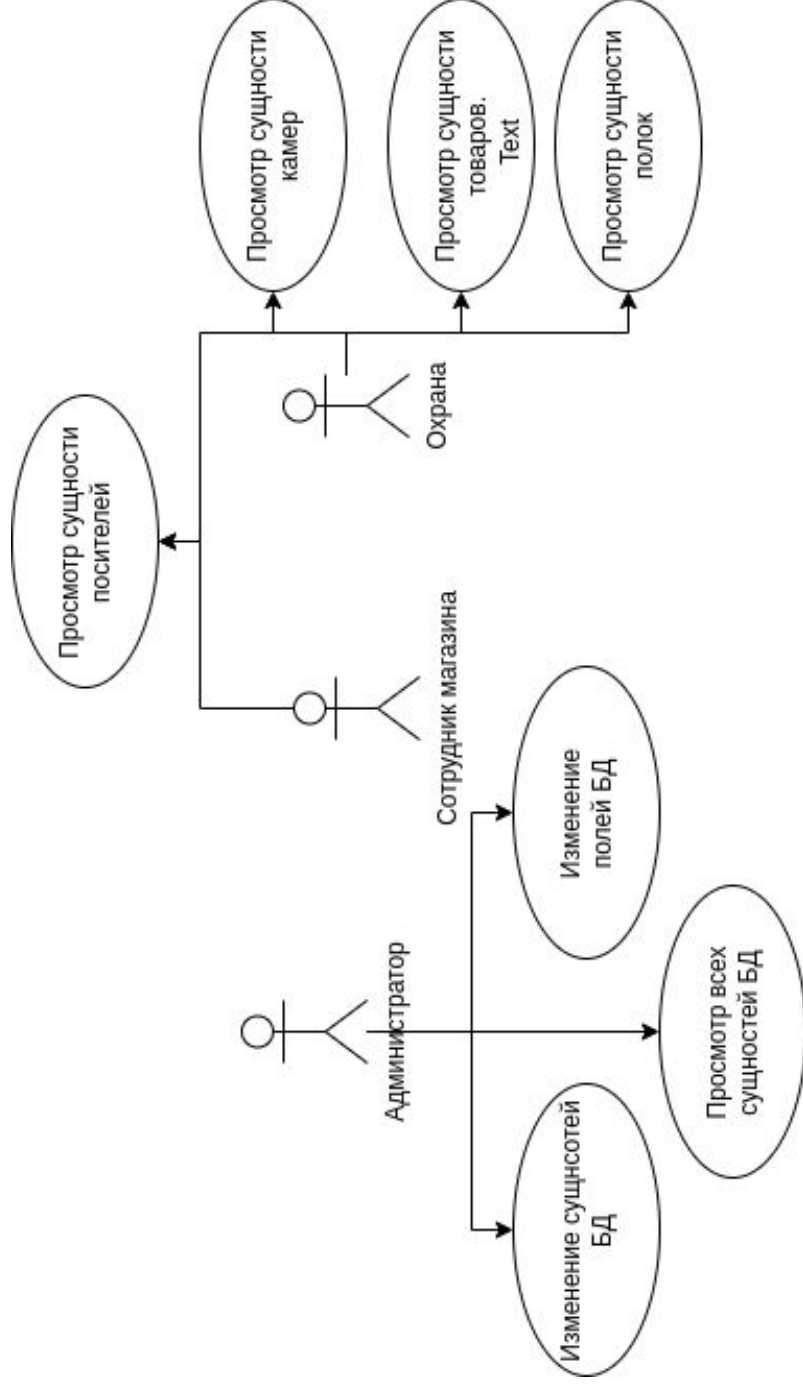 Просмотр сущности
посителей
Просмотр сущности
камер
Просмотр сущности
товаров.
Text
Просмотр сущности
полок
Охрана
Сотрудник магазина
Администратор
Изменение сущнсотей
БД
Просмотр всех
сущностей БД
Изменение
полей БД